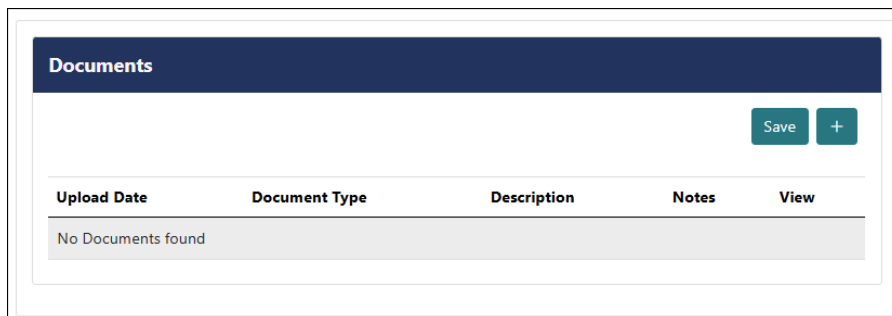 Documents
Save +
Upload Date Document Type Description Notes View
No Documents found